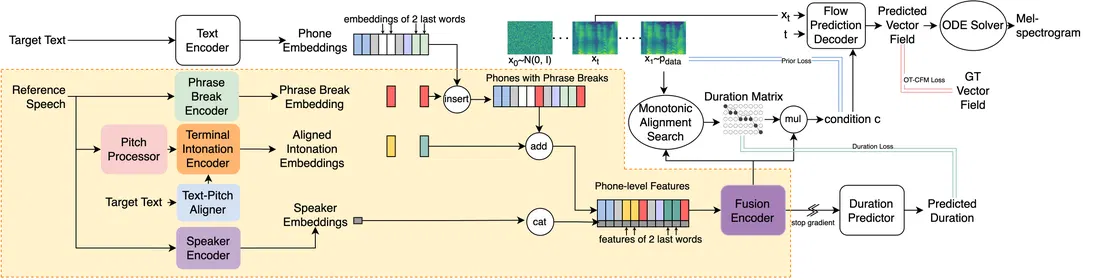 Target Text
Text
Encoder
Phone
Embeddings
embeddings of 2 last words
x₀~N(0, I)
xₜ
x₁~pdata
xₜ
t
Flow
Prediction
Decoder
Predicted
Vector
Field
ODE Solver
Mel-
spectrogram
Prior Loss
OT-CFM Loss
GT
Vector
Field
Reference
Speech
Phrase
Break
Encoder
Phrase Break
Embedding
insert
Phones with Phrase Breaks
Monotonic
Alignment
Search
Duration Matrix
mul
condition c
Pitch
Processor
Terminal
Intonation
Encoder
Aligned
Intonation
Embeddings
add
Duration Loss
Target Text
Text-Pitch
Aligner
Speaker
Encoder
Speaker
Embeddings
cat
Phone-level Features
features of 2 last words
Fusion
Encoder
stop gradient
Duration
Predictor
Predicted
Duration